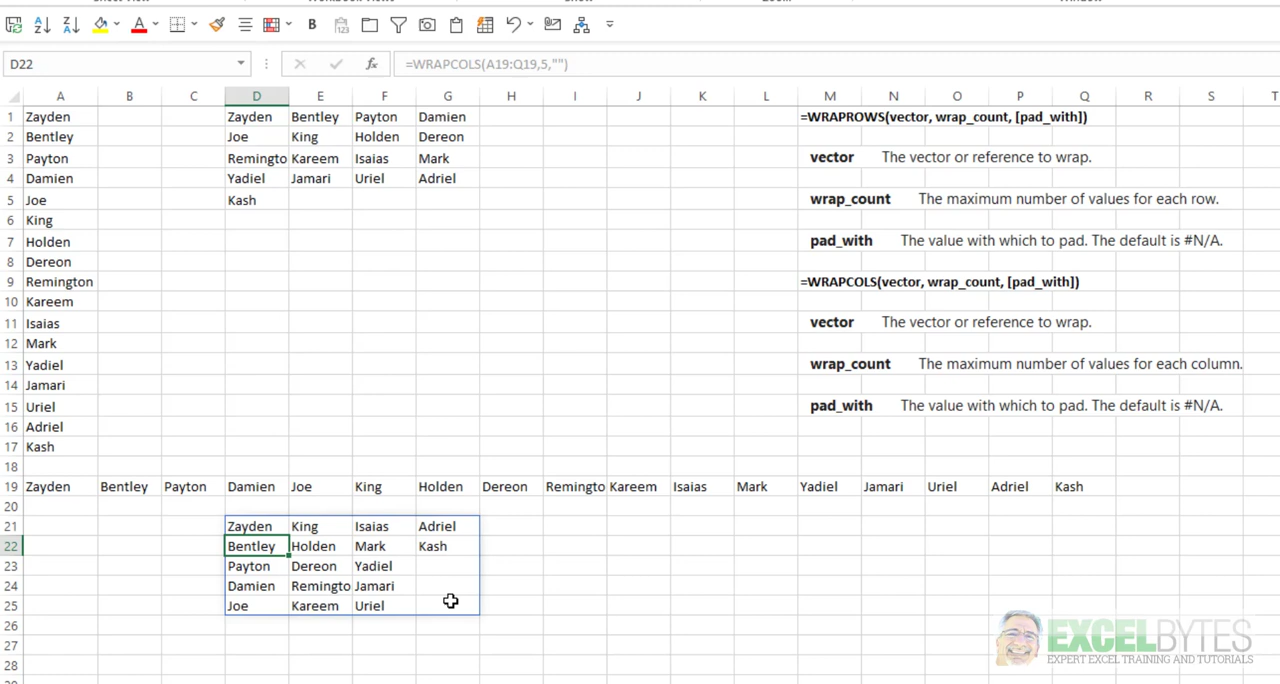 D22
=WRAPCOLS(A19:Q19,5,"")
A B C D E F G H I J K L M N O P Q R S T
1 Zayden Zayden Bentley Payton Damien =WRAPROWS(vector, wrap_count, [pad_with])
2 Bentley Joe King Holden Dereon
3 Payton Remingto Kareem Isaias Mark vector The vector or reference to wrap.
4 Damien Yadiel Jamari Uriel Adriel
5 Joe Kash wrap_count The maximum number of values for each row.
6 King
7 Holden pad_with The value with which to pad. The default is #N/A.
8 Dereon
9 Remington =WRAPCOLS(vector, wrap_count, [pad_with])
10 Kareem
11 Isaias vector The vector or reference to wrap.
12 Mark
13 Yadiel wrap_count The maximum number of values for each column.
14 Jamari
15 Uriel pad_with The value with which to pad. The default is #N/A.
16 Adriel
17 Kash
18
19 Zayden Bentley Payton Damien Joe King Holden Dereon Remingto Kareem Isaias Mark Yadiel Jamari Uriel Adriel Kash
20
21 Zayden King Isaias Adriel
22 Bentley Holden Mark Kash
23 Payton Dereon Yadiel
24 Damien Remingto Jamari
25 Joe Kareem Uriel
26
27
28
EXCELBYTES
EXPERT EXCEL TRAINING AND TUTORIALS